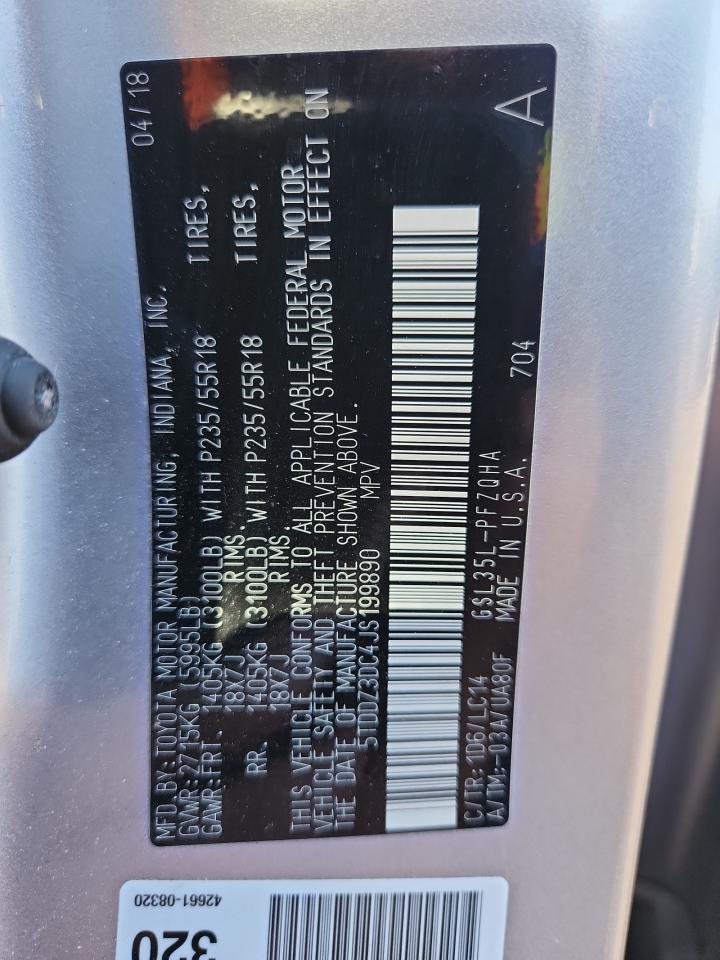 MFD BY: TOYOTA MOTOR MANUFACTURING, INDIANA, INC. 04/18
GVWR: 2715KG (5995LB)
GAWR: FRT. 1405KG (3100LB) WITH P235/55R18 TIRES,
18X7J RIMS,
RR. 1405KG (3100LB) WITH P235/55R18 TIRES,
18X7J RIMS.
THIS VEHICLE CONFORMS TO ALL APPLICABLE FEDERAL MOTOR
VEHICLE SAFETY AND THEFT PREVENTION STANDARDS IN EFFECT ON
THE DATE OF MANUFACTURE SHOWN ABOVE.
5TDDZ3DC4JS199890 MPV
C/TR: 1D6/LC14 GSL35L-PFZQHA 704
A/TM: -03A/UA80F MADE IN U.S.A. A
42661-08320
320